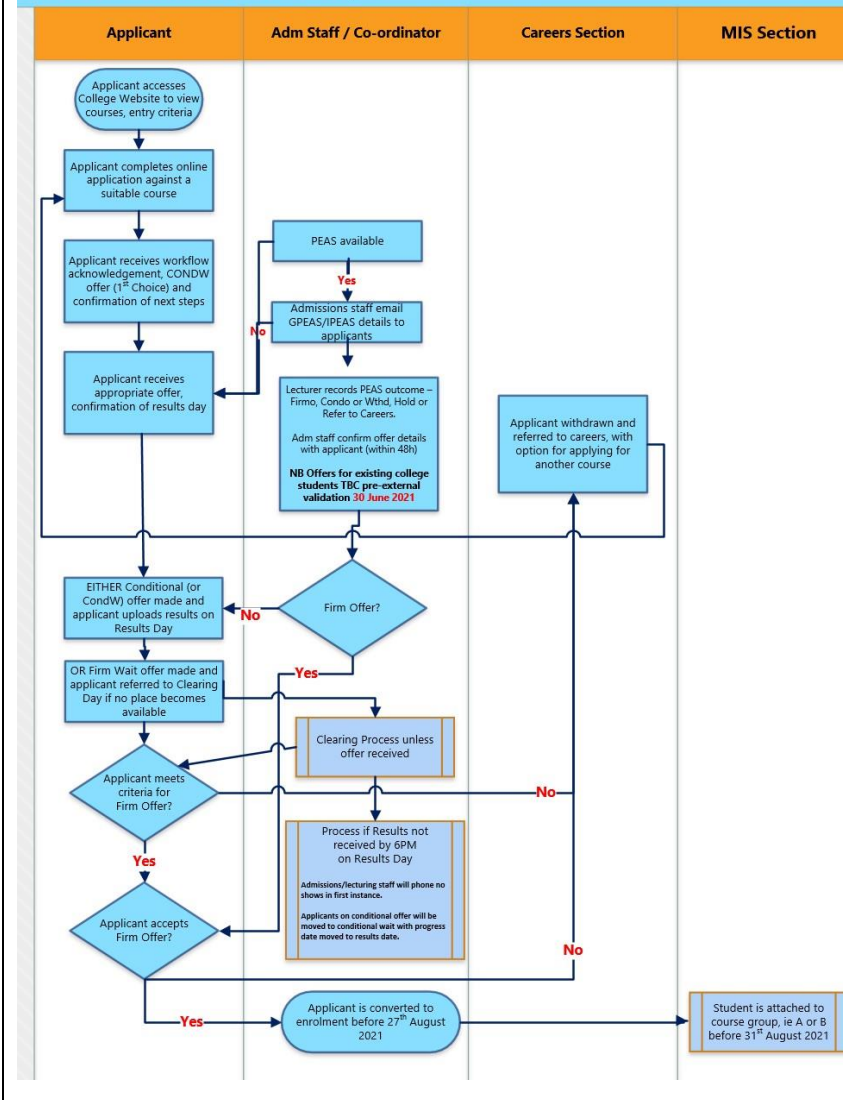 Applicant
Adm Staff / Co-ordinator
Careers Section
MIS Section
Applicant accesses
College Website to view
courses, entry criteria
Applicant completes online
application against a
suitable course
Applicant receives workflow
acknowledgement, CONDW
offer (1st Choice) and
confirmation of next steps
Applicant receives
appropriate offer,
confirmation of results day
PEAS available
Yes
Admissions staff email
GPEAS/IPEAS details to
applicants
No
Lecturer records PEAS outcome –
Firmo, Condo or Wthd, Hold or
Refer to Careers.
Adm staff confirm offer details
with applicant (within 48h)
NB Offers for existing college
students TBC pre-external
validation 30 June 2021
Applicant withdrawn and
referred to careers, with
option for applying for
another course
EITHER Conditional (or
CondW) offer made and
applicant uploads results on
Results Day
No
Firm Offer?
Yes
OR Firm Wait offer made and
applicant referred to Clearing
Day if no place becomes
available
Clearing Process unless
offer received
Applicant meets
criteria for
Firm Offer?
No
Yes
Process if Results not
received by 6PM
on Results Day
Admissions/lecturing staff will phone no
shows in first instance.
Applicants on conditional offer will be
moved to conditional wait with progress
date moved to results date.
Applicant accepts
Firm Offer?
No
Yes
Applicant is converted to
enrolment before 27th August
2021
Student is attached to
course group, ie A or B
before 31st August 2021